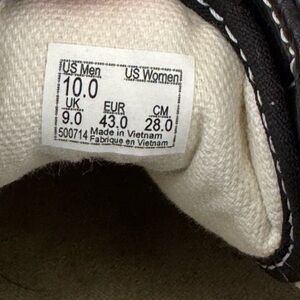 US Men US Women
10.0
UK EUR CM
9.0 43.0 28.0
500714 Made in Vietnam
Fabriqué en Vietnam